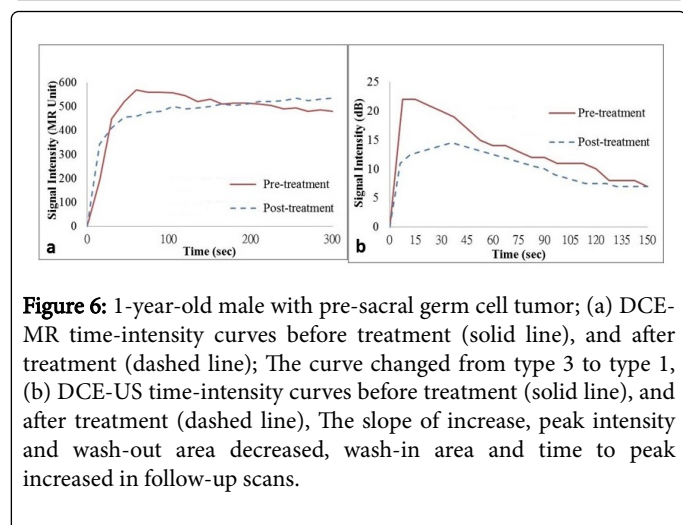 600
500
400
300
200
100
0
Signal Intensity (MR Unit)
Pre-treatment
Post-treatment
0 100 200 300
Time (sec)
a
25
20
15
10
5
0
Signal Intensity (dB)
Pre-treatment
Post-treatment
0 15 30 45 60 75 90 105 120 135 150
Time (sec)
b
Figure 6: 1-year-old male with pre-sacral germ cell tumor; (a) DCE-
MR time-intensity curves before treatment (solid line), and after
treatment (dashed line); The curve changed from type 3 to type 1,
(b) DCE-US time-intensity curves before treatment (solid line), and
after treatment (dashed line), The slope of increase, peak intensity
and wash-out area decreased, wash-in area and time to peak
increased in follow-up scans.